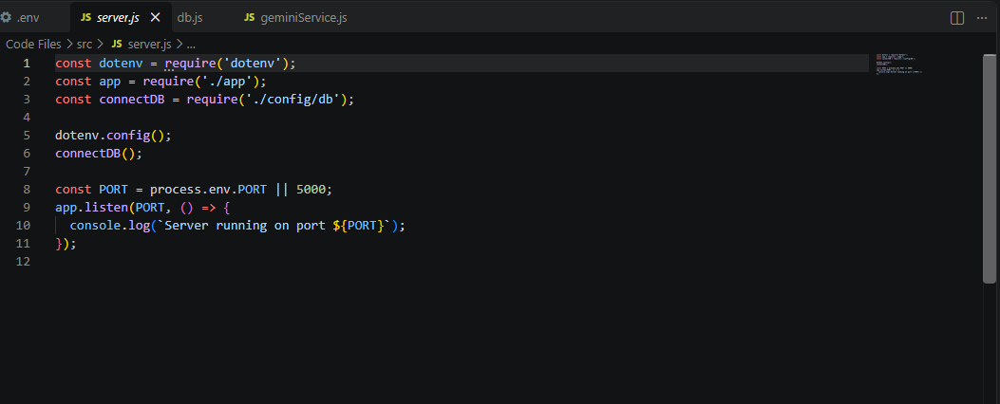 .env
JS server.js
db.js
JS geminiService.js
Code Files > src > JS server.js > ...
1 const dotenv = require('dotenv');
2 const app = require('./app');
3 const connectDB = require('./config/db');
4
5 dotenv.config();
6 connectDB();
7
8 const PORT = process.env.PORT || 5000;
9 app.listen(PORT, () => {
10   console.log(`Server running on port ${PORT}`);
11 });
12